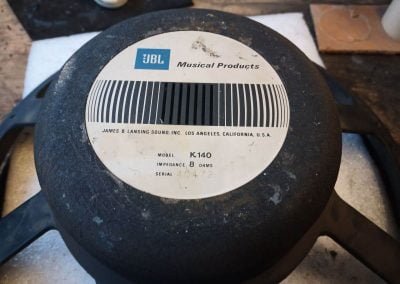 JBL Musical Products
JAMES B LANSING SOUND, INC. LOS ANGELES, CALIFORNIA, U.S.A.
MODEL K140
IMPEDANCE 8 OHMS
SERIAL